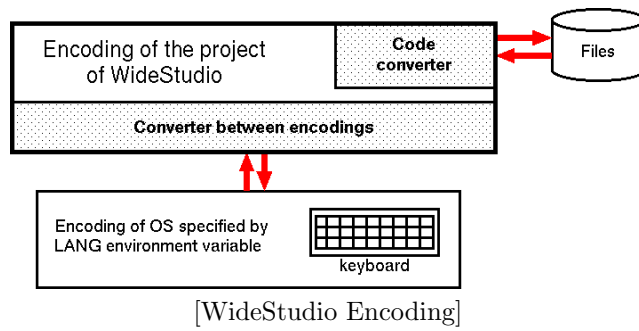 Encoding of the project
of WideStudio
Code
converter
Files
Converter between encodings
Encoding of OS specified by
LANG environment variable
keyboard
[WideStudio Encoding]